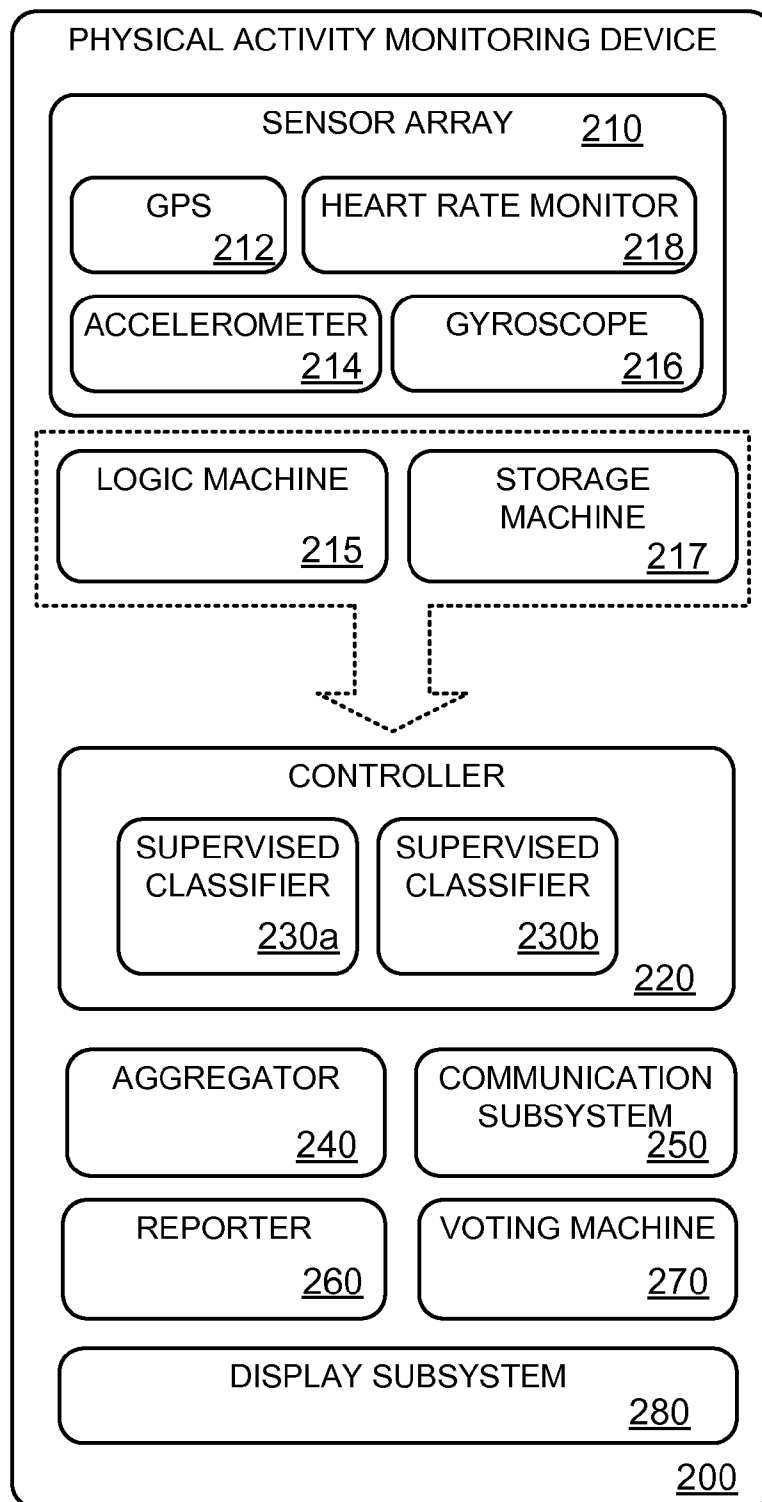 PHYSICAL ACTIVITY MONITORING DEVICE
SENSOR ARRAY 210
GPS
212
HEART RATE MONITOR
218
ACCELEROMETER
214
GYROSCOPE
216
LOGIC MACHINE
215
STORAGE
MACHINE
217
CONTROLLER
SUPERVISED
CLASSIFIER
230a
SUPERVISED
CLASSIFIER
230b
220
AGGREGATOR
240
COMMUNICATION
SUBSYSTEM
250
REPORTER
260
VOTING MACHINE
270
DISPLAY SUBSYSTEM
280
200